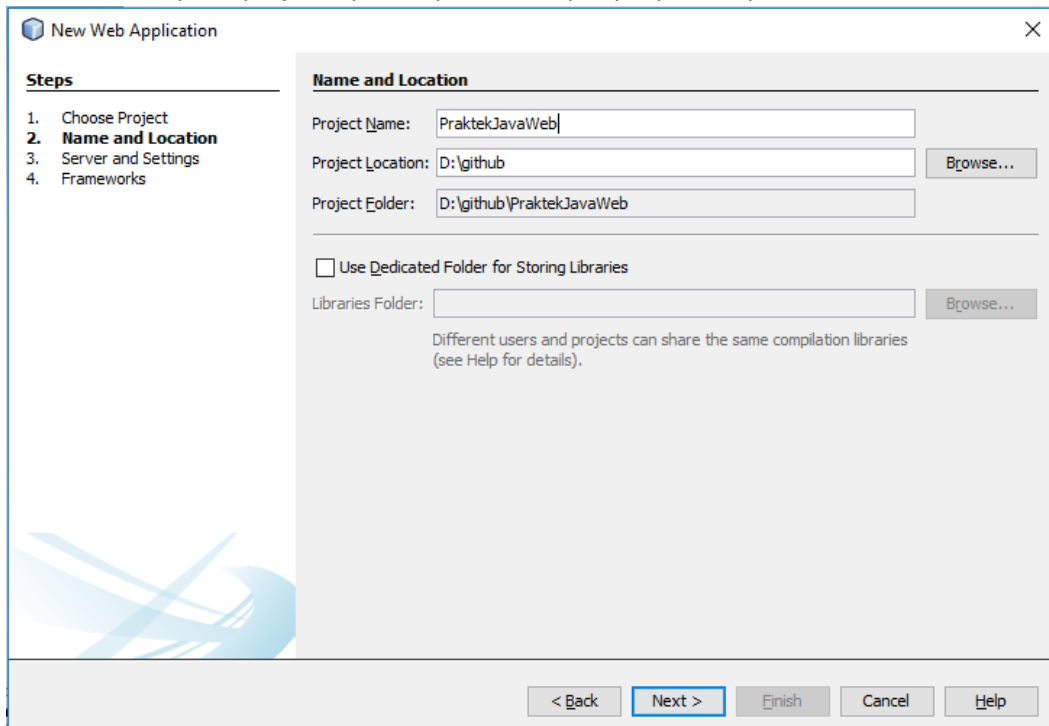 New Web Application
Steps
1. Choose Project
2. Name and Location
3. Server and Settings
4. Frameworks
Name and Location
Project Name: PraktekJavaWeb
Project Location: D:\github Browse...
Project Folder: D:\github\PraktekJavaWeb
Use Dedicated Folder for Storing Libraries
Libraries Folder: Browse...
Different users and projects can share the same compilation libraries
(see Help for details).
< Back Next > Finish Cancel Help